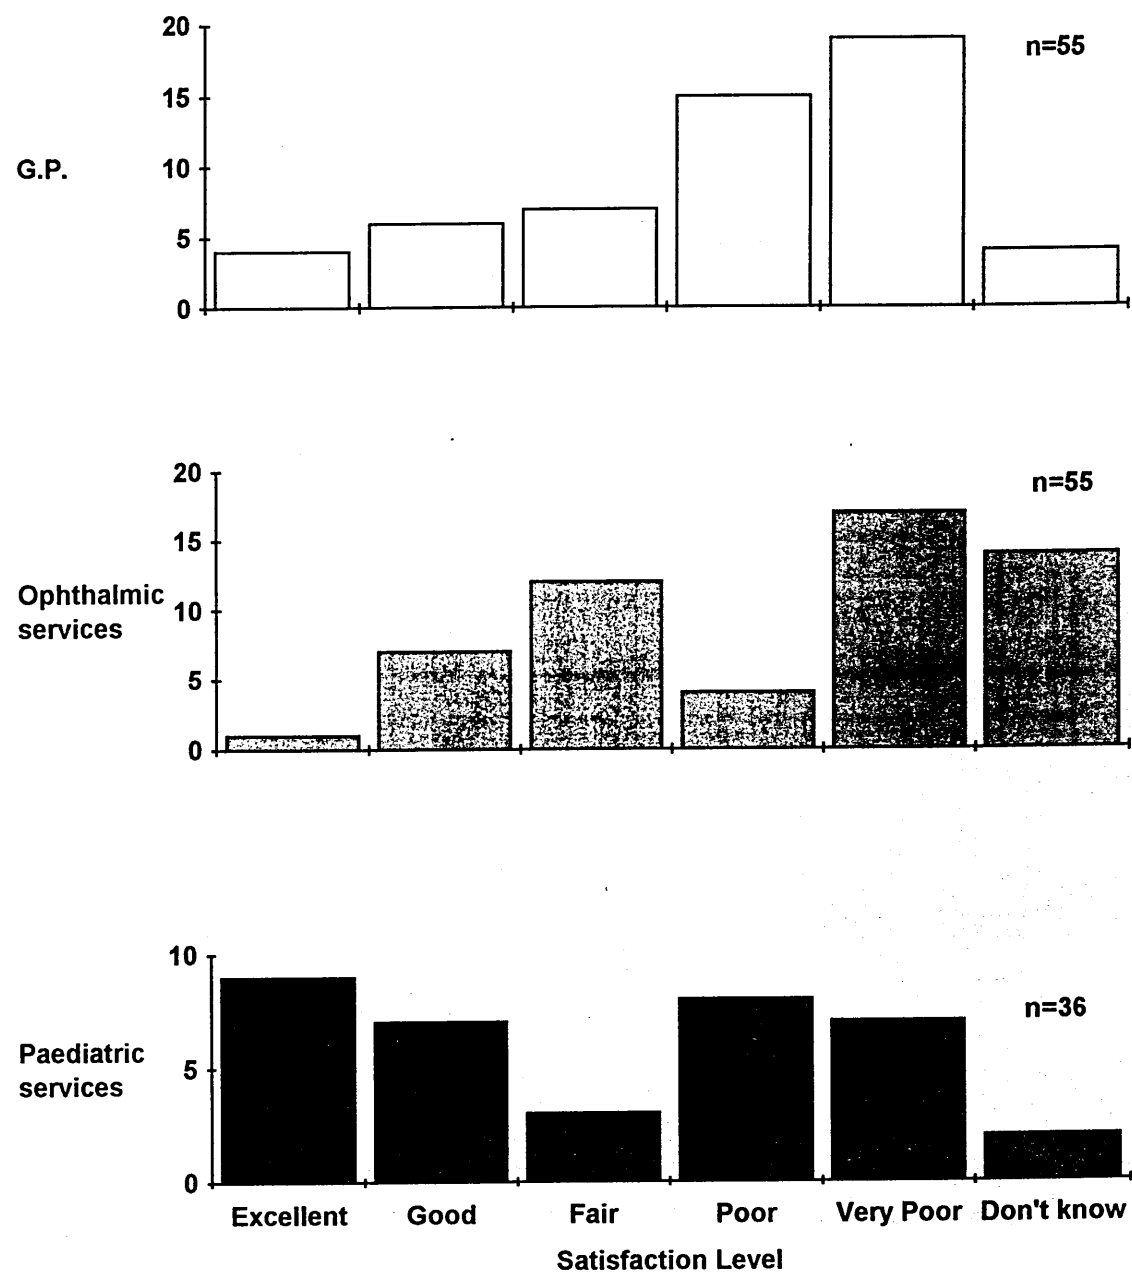 20
n=55
15
G.P.
10
5
0
20
n=55
15
Ophthalmic
services
10
5
0
10
n=36
Paediatric
services
5
0
Excellent Good Fair Poor Very Poor Don't know
Satisfaction Level